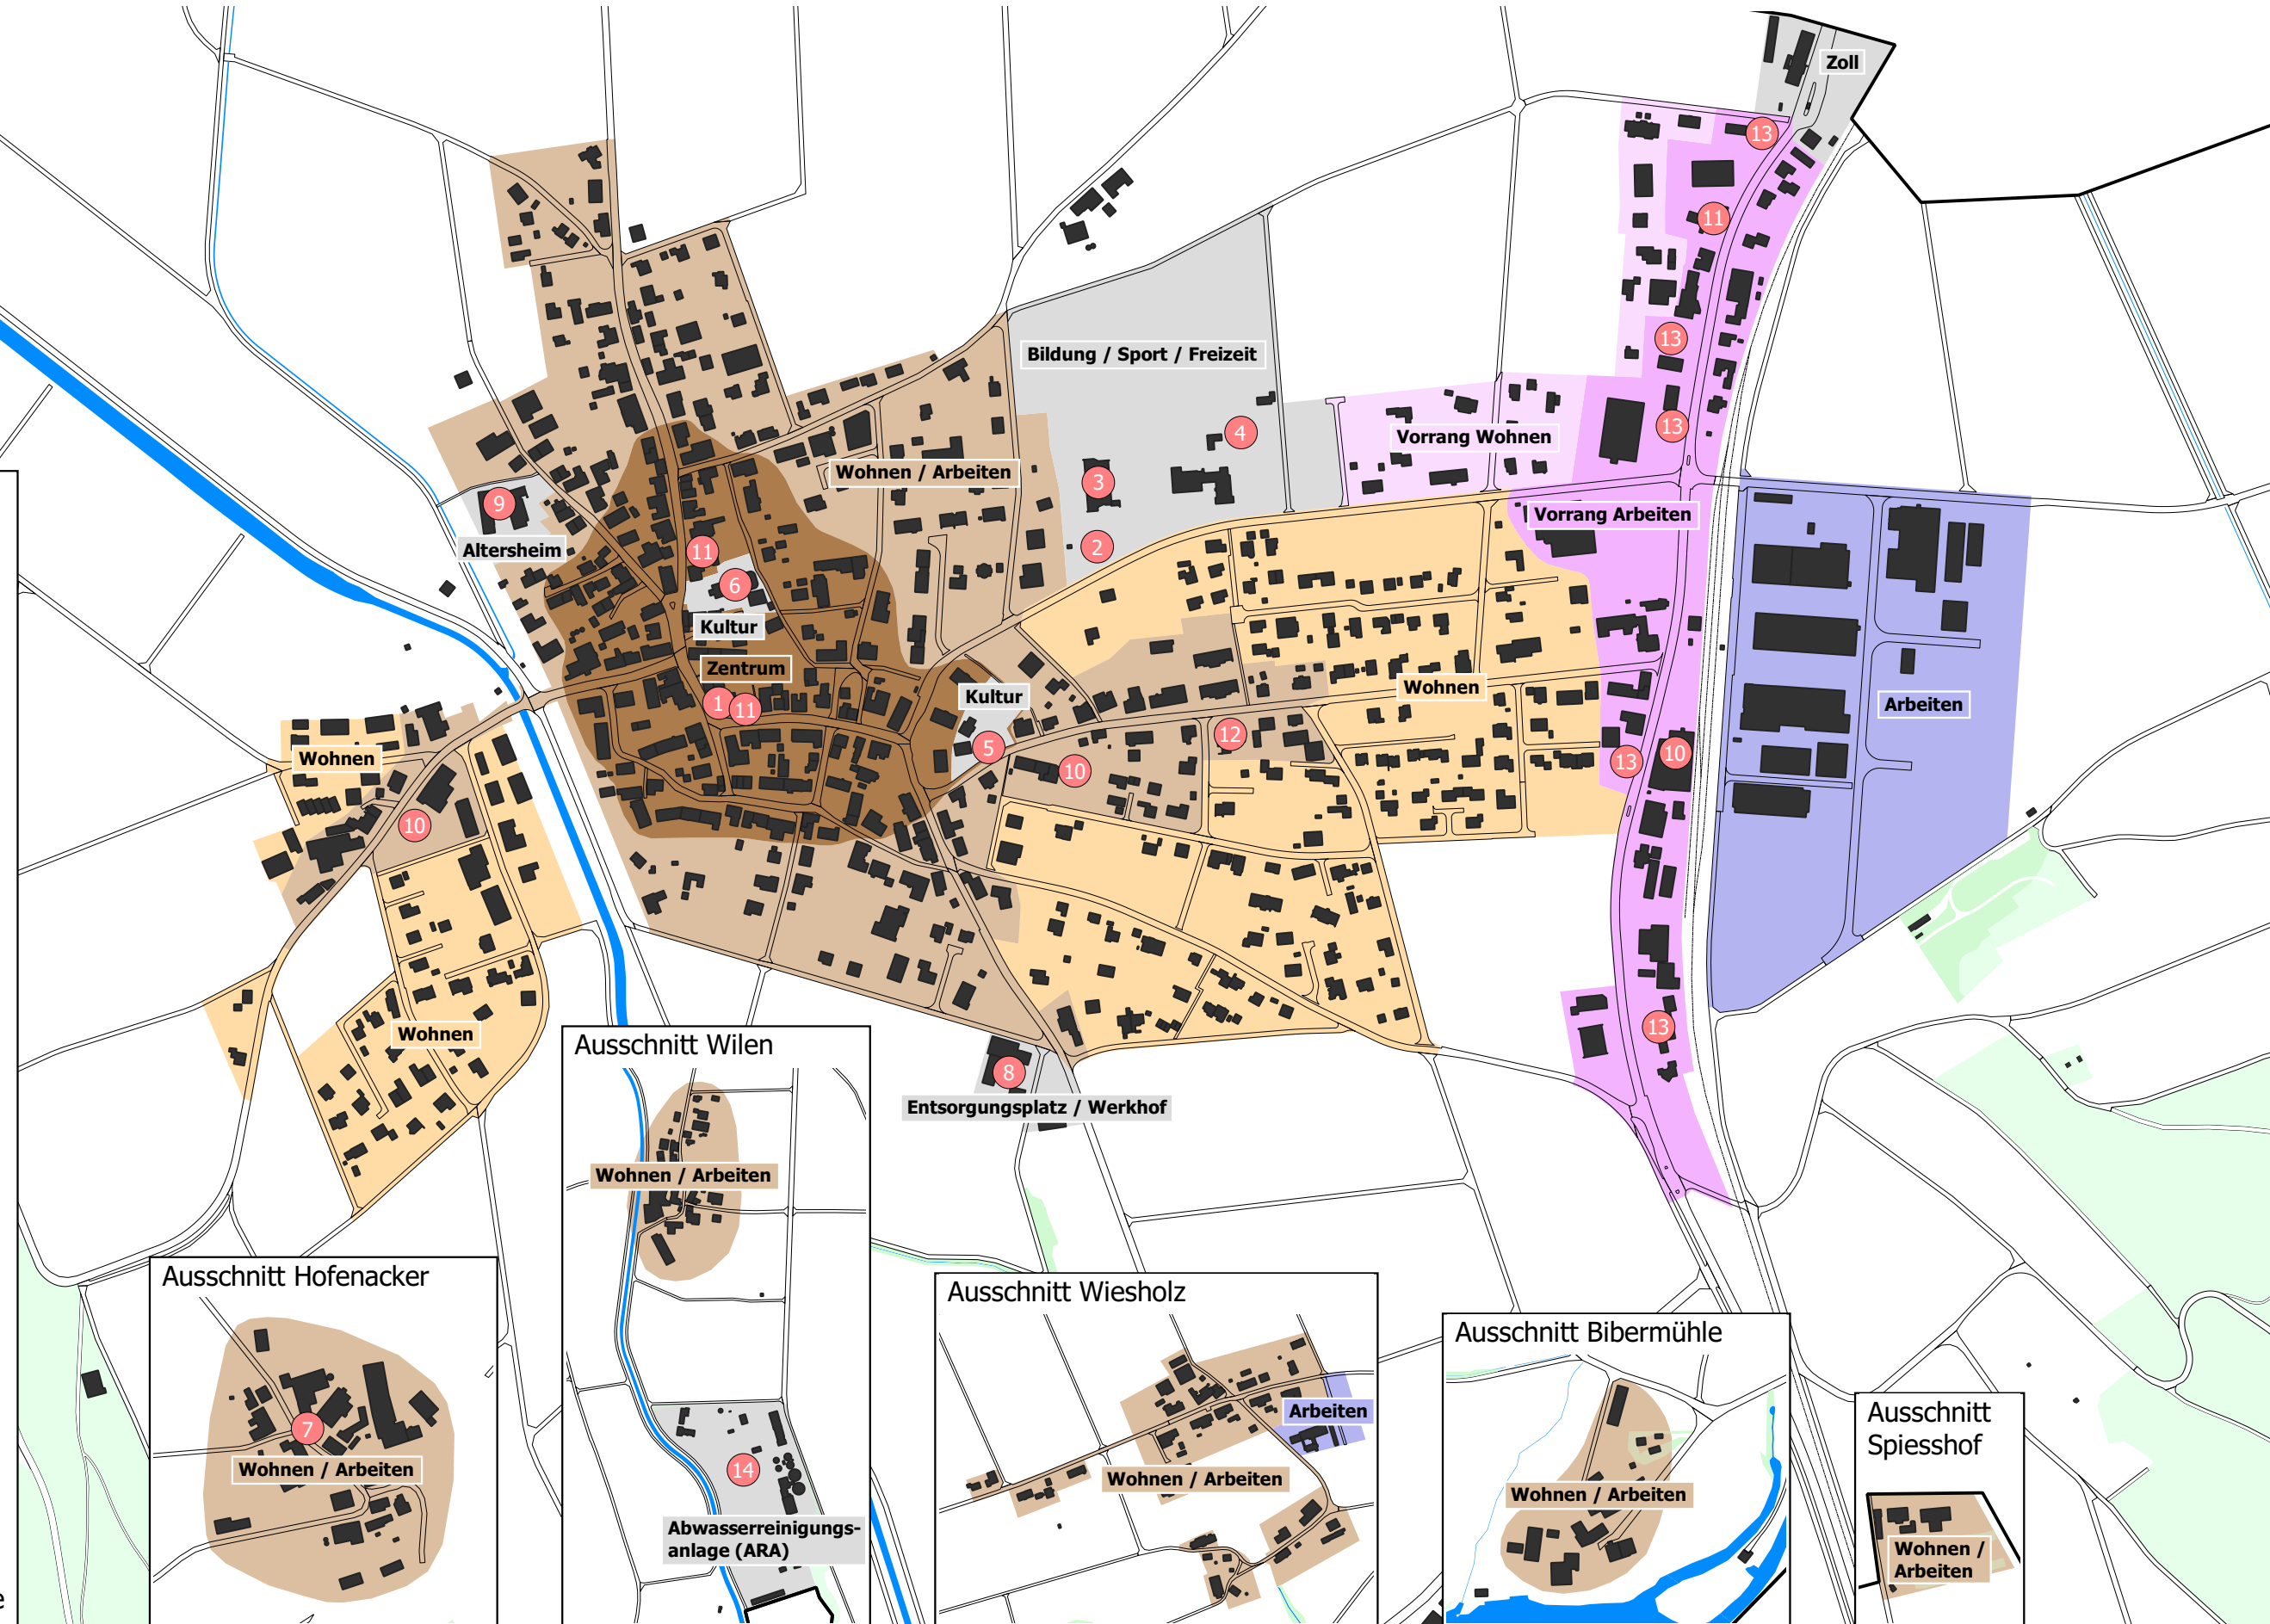 Zoll
13
11
Bildung / Sport / Freizeit
13
4
13
Vorrang Wohnen
Wohnen / Arbeiten
3
9
Vorrang Arbeiten
2
Altersheim
11
6
Kultur
Zentrum
Kultur
Wohnen
1
11
Arbeiten
12
5
Wohnen
10
13
10
10
Wohnen
13
Ausschnitt Wilen
8
Entsorgungsplatz / Werkhof
Wohnen / Arbeiten
Ausschnitt Hofenacker
7
Wohnen / Arbeiten
14
Abwasserreinigungs-
anlage (ARA)
Ausschnitt Wiesholz
Arbeiten
Wohnen / Arbeiten
Ausschnitt Bibermühle
Wohnen / Arbeiten
Ausschnitt
Spiesshof
Wohnen /
Arbeiten